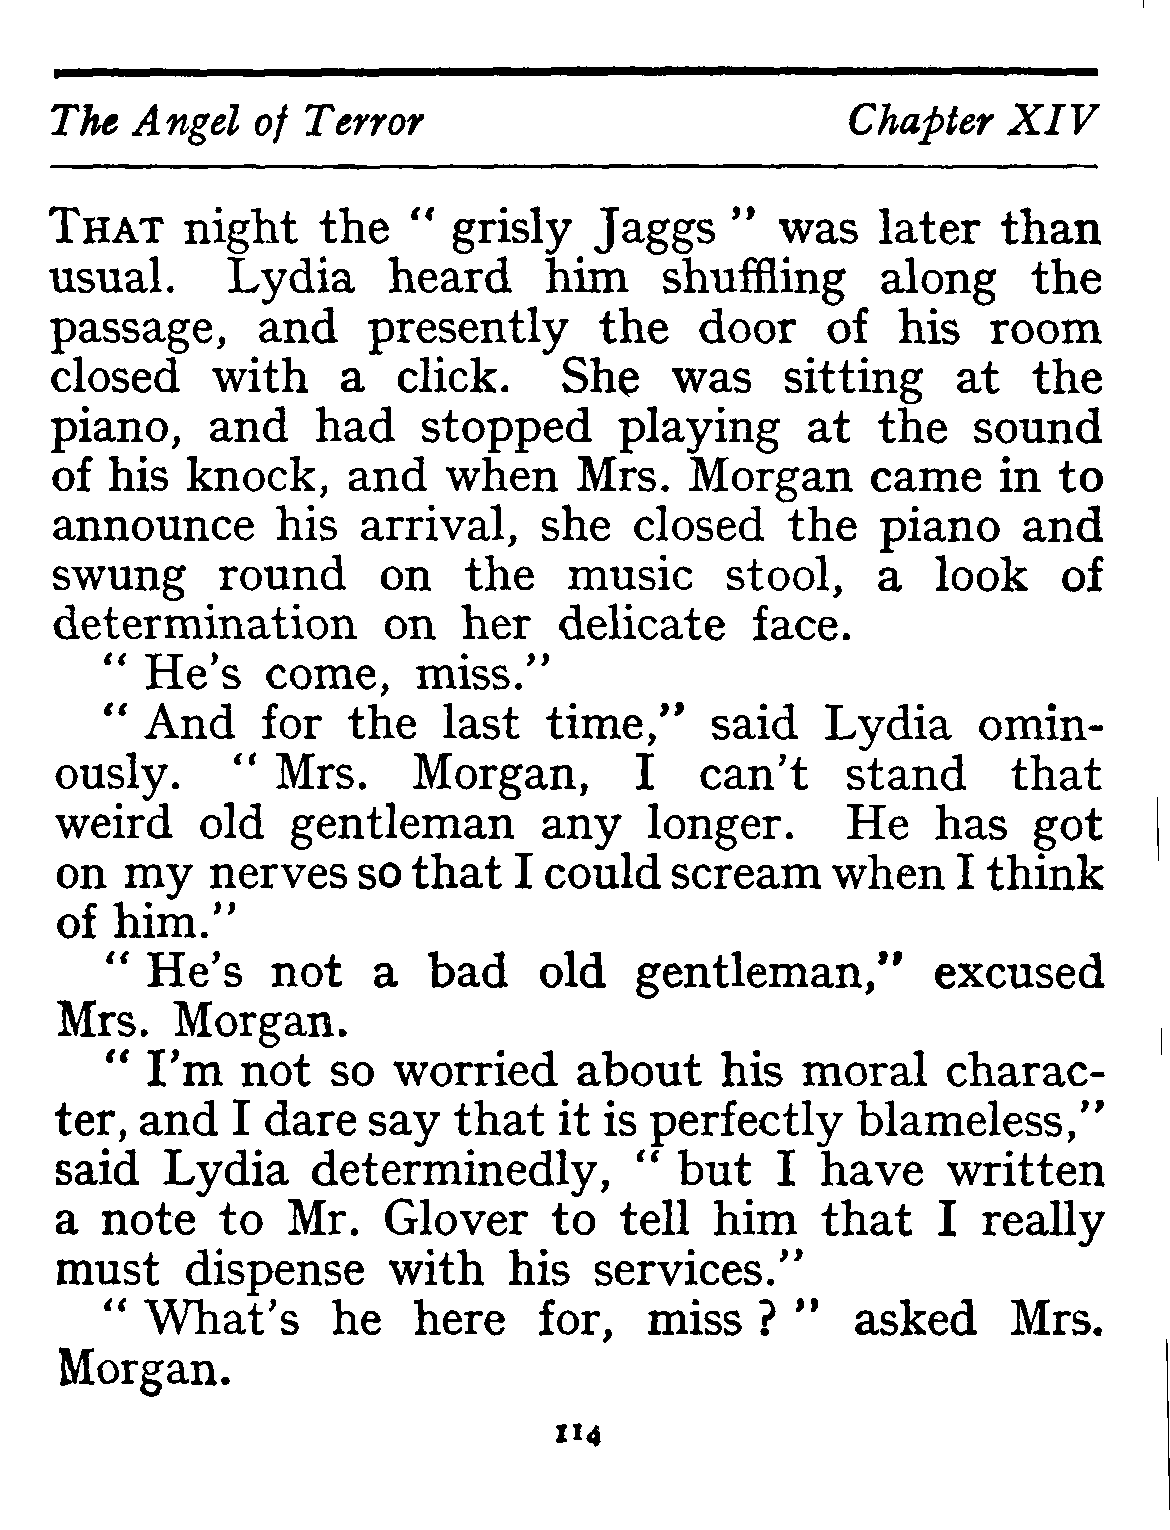 The Angel of Terror Chapter XIV
THAT night the " grisly Jaggs " was later than
usual. Lydia heard him shuffling along the
passage, and presently the door of his room
closed with a click. She was sitting at the
piano, and had stopped playing at the sound
of his knock, and when Mrs. Morgan came in to
announce his arrival, she closed the piano and
swung round on the music stool, a look of
determination on her delicate face.
" He's come, miss."
" And for the last time," said Lydia omin-
ously. " Mrs. Morgan, I can't stand that
weird old gentleman any longer. He has got
on my nerves so that I could scream when I think
of him."
" He's not a bad old gentleman," excused
Mrs. Morgan.
" I'm not so worried about his moral charac-
ter, and I dare say that it is perfectly blameless,"
said Lydia determinedly, " but I have written
a note to Mr. Glover to tell him that I really
must dispense with his services."
" What's he here for, miss ? " asked Mrs.
Morgan.
114